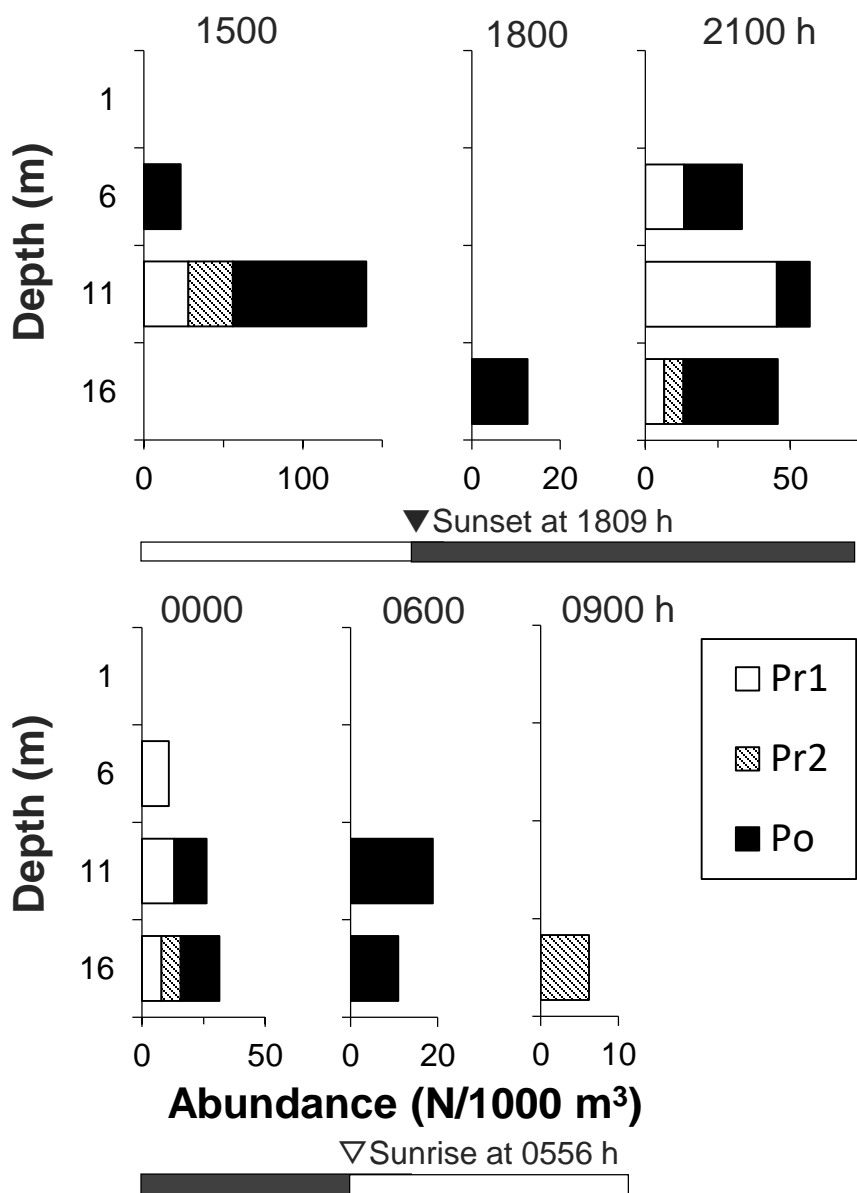 1500 1800 2100 h
Depth (m)
1
6
11
16
0 100 0 20 0 50
▼Sunset at 1809 h
0000 0600 0900 h
Depth (m)
1
6
11
16
Pr1
Pr2
Po
0 50 0 20 0 10
Abundance (N/1000 m³)
▽Sunrise at 0556 h